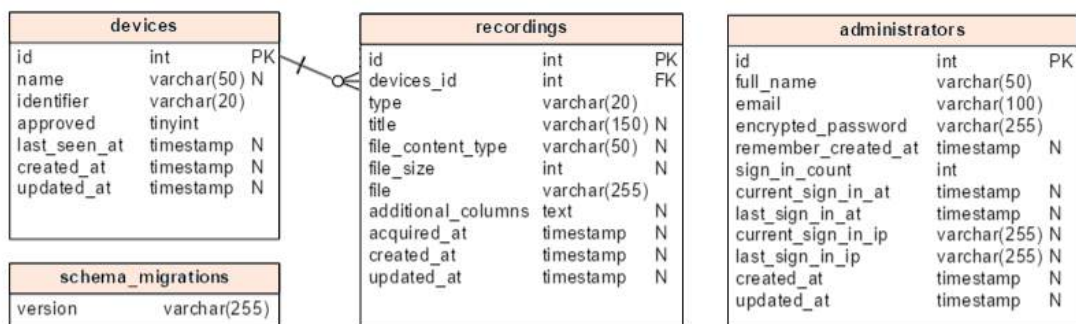 devices
id int PK
name varchar(50) N
identifier varchar(20)
approved tinyint
last_seen_at timestamp N
created_at timestamp N
updated_at timestamp N
schema_migrations
version varchar(255)
recordings
id int PK
devices_id int FK
type varchar(20)
title varchar(150) N
file_content_type varchar(50) N
file_size int N
file varchar(255)
additional_columns text N
acquired_at timestamp N
created_at timestamp N
updated_at timestamp N
administrators
id int PK
full_name varchar(50)
email varchar(100)
encrypted_password varchar(255)
remember_created_at timestamp N
sign_in_count int
current_sign_in_at timestamp N
last_sign_in_at timestamp N
current_sign_in_ip varchar(255) N
last_sign_in_ip varchar(255) N
created_at timestamp N
updated_at timestamp N